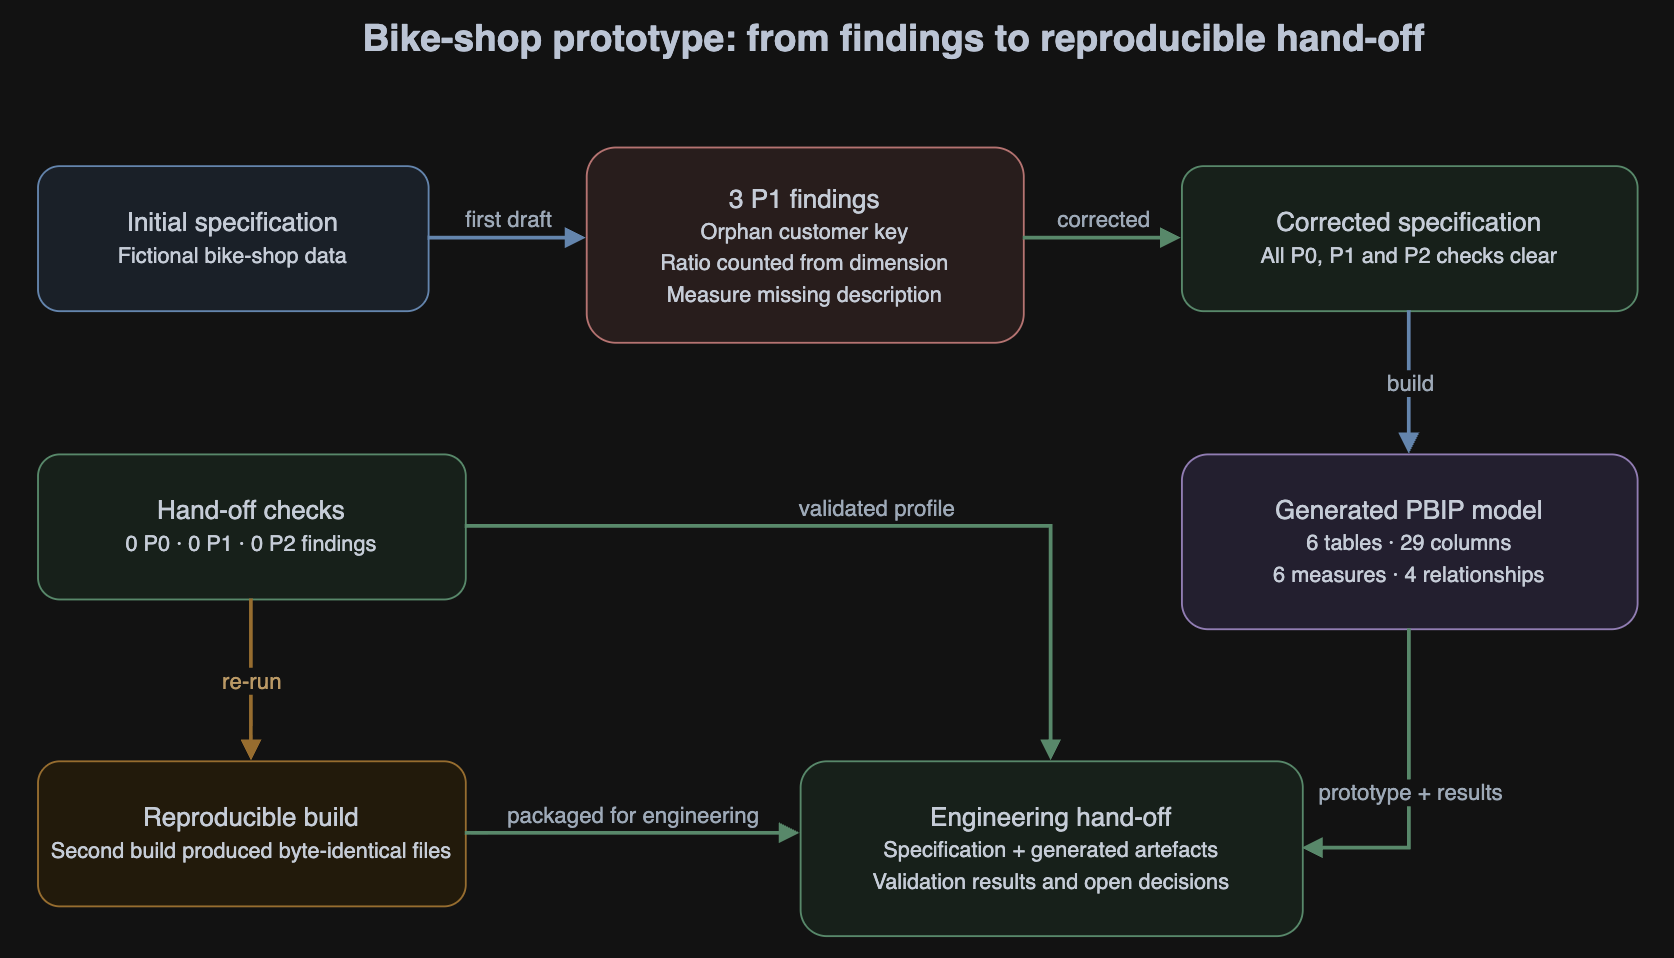 Bike-shop prototype: from findings to reproducible hand-off
Initial specification
Fictional bike-shop data
first draft
3 P1 findings
Orphan customer key
Ratio counted from dimension
Measure missing description
corrected
Corrected specification
All P0, P1 and P2 checks clear
build
Generated PBIP model
6 tables · 29 columns
6 measures · 4 relationships
Hand-off checks
0 P0 · 0 P1 · 0 P2 findings
validated profile
re-run
Reproducible build
Second build produced byte-identical files
packaged for engineering
Engineering hand-off
Specification + generated artefacts
Validation results and open decisions
prototype + results